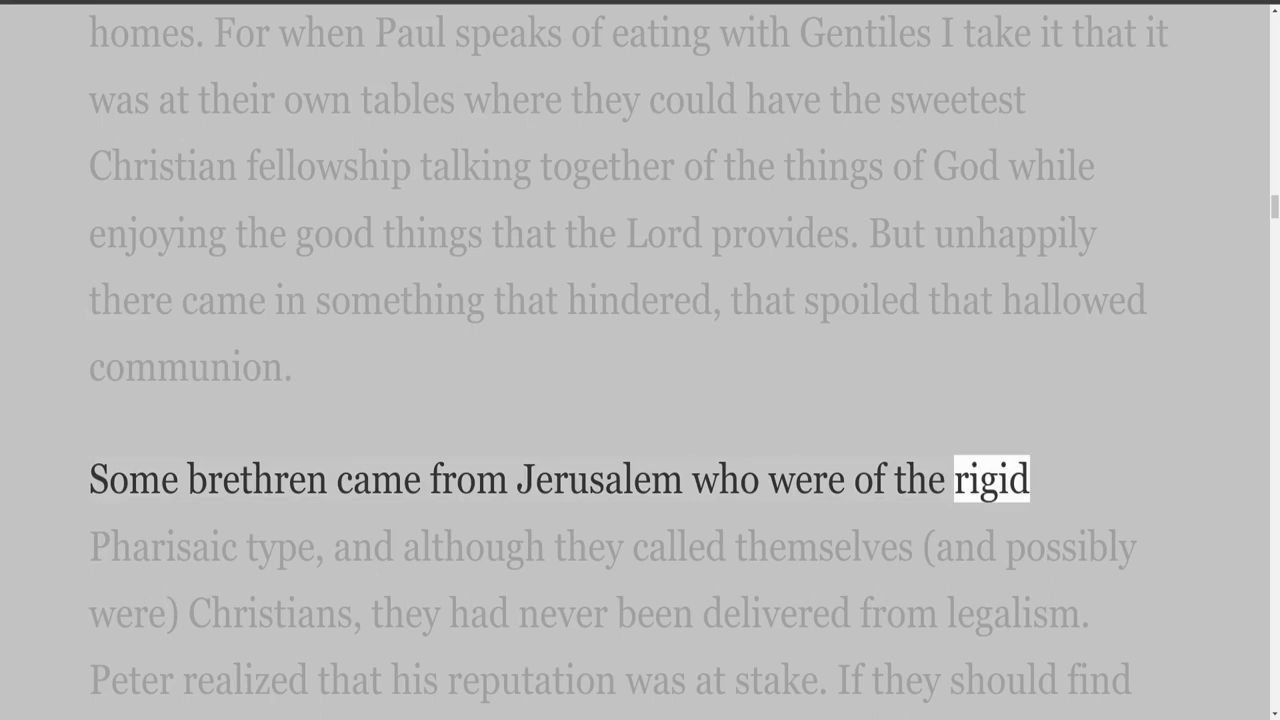 homes. For when Paul speaks of eating with Gentiles I take it that it
was at their own tables where they could have the sweetest
Christian fellowship talking together of the things of God while
enjoying the good things that the Lord provides. But unhappily
there came in something that hindered, that spoiled that hallowed
communion.
Some brethren came from Jerusalem who were of the rigid
Pharisaic type, and although they called themselves (and possibly
were) Christians, they had never been delivered from legalism.
Peter realized that his reputation was at stake. If they should find